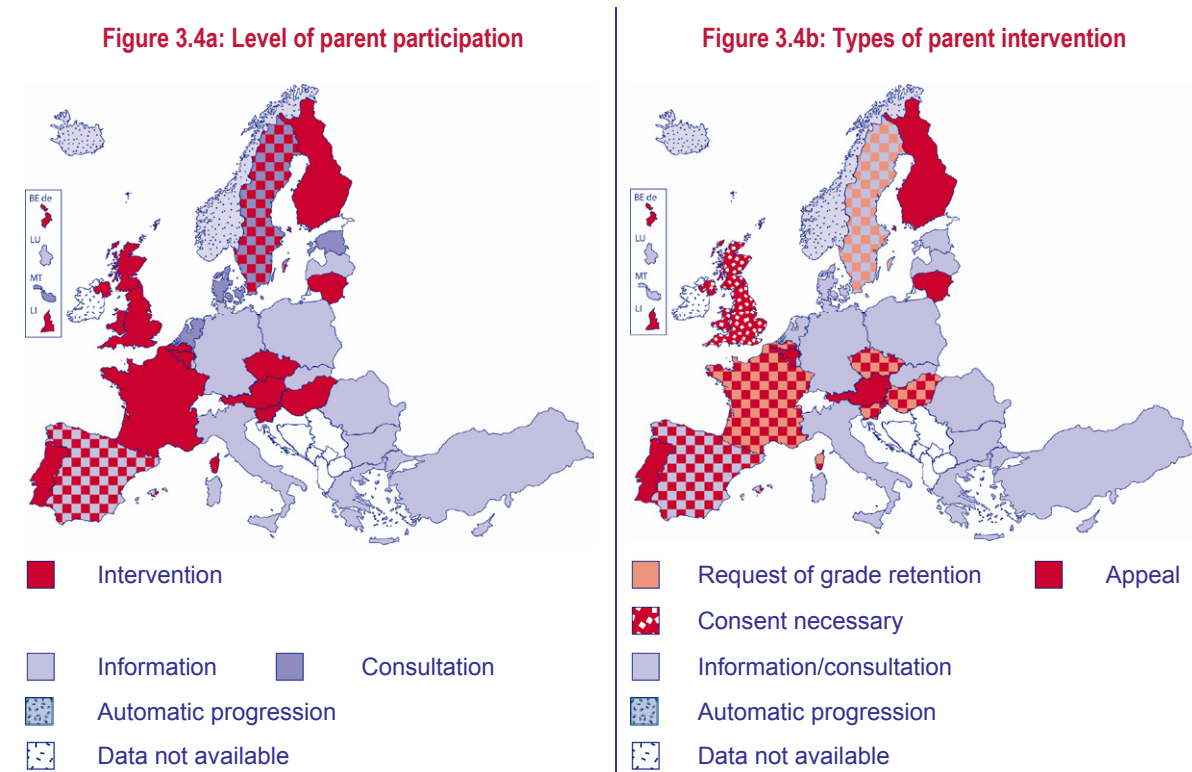 Figure 3.4a: Level of parent participation
BE de
LU
MT
LI
Intervention
Information
Consultation
Automatic progression
Data not available
Figure 3.4b: Types of parent intervention
BE de
LU
MT
LI
Request of grade retention
Appeal
Consent necessary
Information/consultation
Automatic progression
Data not available